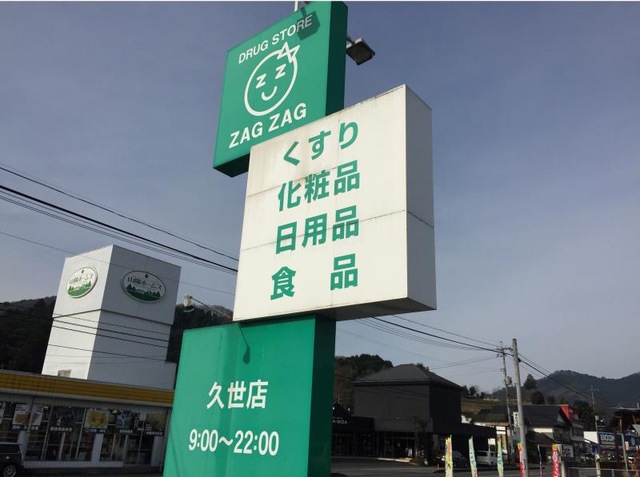 DRUG STORE
ZAG ZAG
くすり
化粧品
日用品
食 品
久世店
9:00～22:00